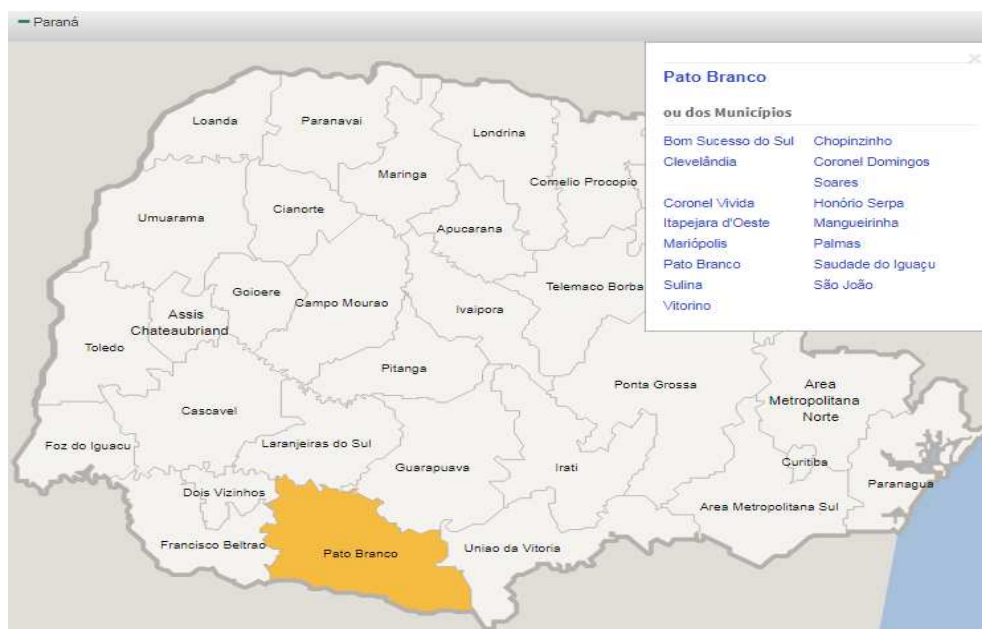 Paraná
×
Pato Branco
ou dos Municípios
Bom Sucesso do Sul
Chopinzinho
Clevelândia
Coronel Domingos
Soares
Coronel Vivida
Honório Serpa
Itapejara d'Oeste
Mangueirinha
Mariópolis
Palmas
Pato Branco
Saudade do Iguaçu
Sulina
São João
Vitorino
Loanda
Paranavai
Londrina
Maringa
Cornelio Procopio
Umuarama
Cianorte
Apucarana
Goioere
Campo Mourao
Telemaco Borba
Assis
Chateaubriand
Ivaipora
Toledo
Pitanga
Ponta Grossa
Area
Metropolitana
Norte
Cascavel
Foz do Iguacu
Laranjeiras do Sul
Guarapuava
Irati
Curitiba
Paranagua
Dois Vizinhos
Area Metropolitana Sul
Francisco Beltrao
Pato Branco
Uniao da Vitoria